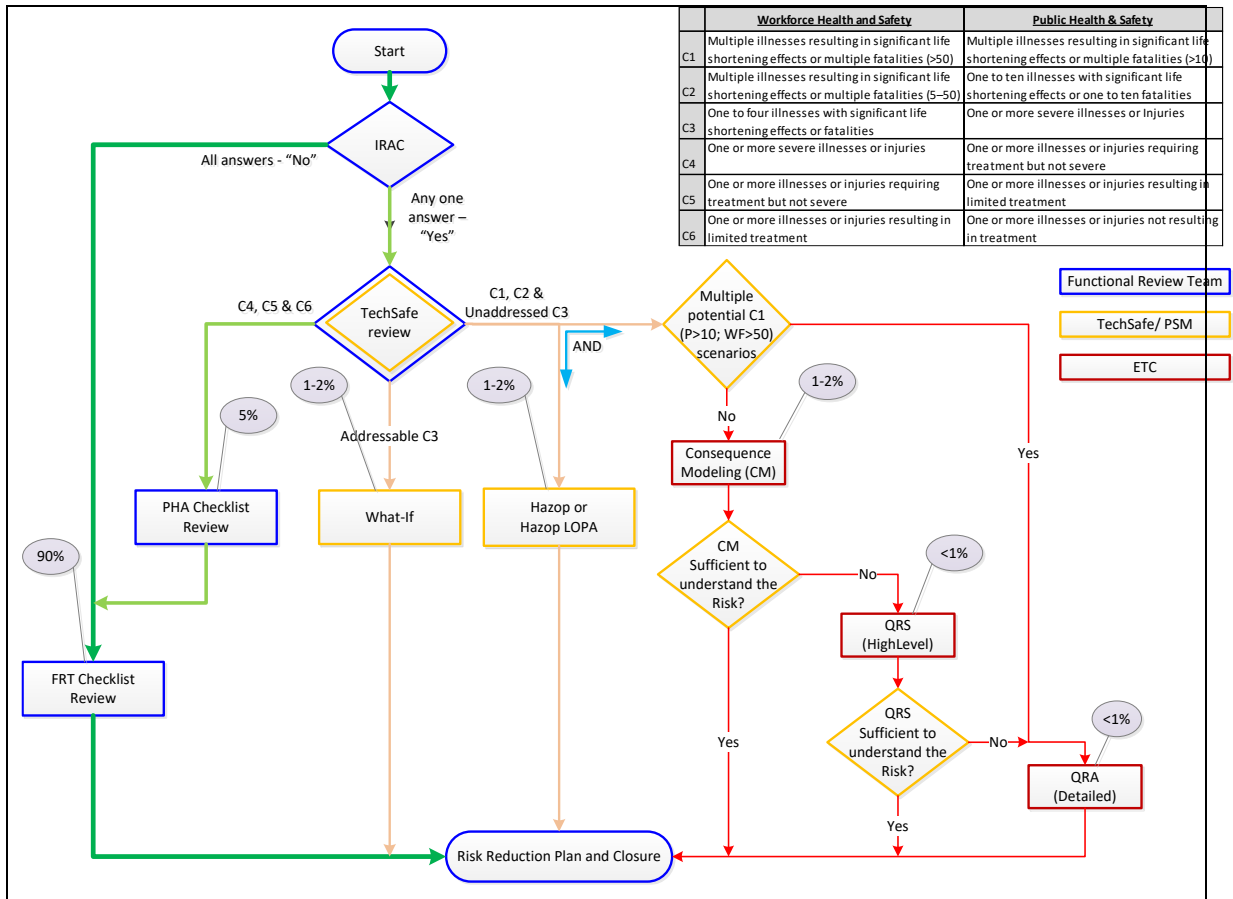 Workforce Health and Safety
Public Health & Safety
C1
Multiple illnesses resulting in significant life
shortening effects or multiple fatalities (>50)
Multiple illnesses resulting in significant life
shortening effects or multiple fatalities (>10)
C2
Multiple illnesses resulting in significant life
shortening effects or multiple fatalities (5–50)
One to ten illnesses with significant life
shortening effects or one to ten fatalities
C3
One to four illnesses with significant life
shortening effects or fatalities
One or more severe illnesses or Injuries
C4
One or more severe illnesses or injuries
One or more illnesses or injuries requiring
treatment but not severe
C5
One or more illnesses or injuries requiring
treatment but not severe
One or more illnesses or injuries resulting in
limited treatment
C6
One or more illnesses or injuries resulting in
limited treatment
One or more illnesses or injuries not resulting
in treatment
Start
IRAC
All answers - “No”
Any one
answer –
“Yes”
TechSafe
review
C4, C5 & C6
C1, C2 &
Unaddressed C3
AND
Multiple
potential C1
(P>10; WF>50)
scenarios
Functional Review Team
TechSafe/ PSM
ETC
5%
1-2%
1-2%
1-2%
Addressable C3
No
Yes
Consequence
Modeling (CM)
PHA Checklist
Review
What-If
Hazop or
Hazop LOPA
90%
CM
Sufficient to
understand the
Risk?
No
<1%
QRS
(HighLevel)
FRT Checklist
Review
QRS
Sufficient to
understand the
Risk?
Yes
No
<1%
QRA
(Detailed)
Yes
Risk Reduction Plan and Closure